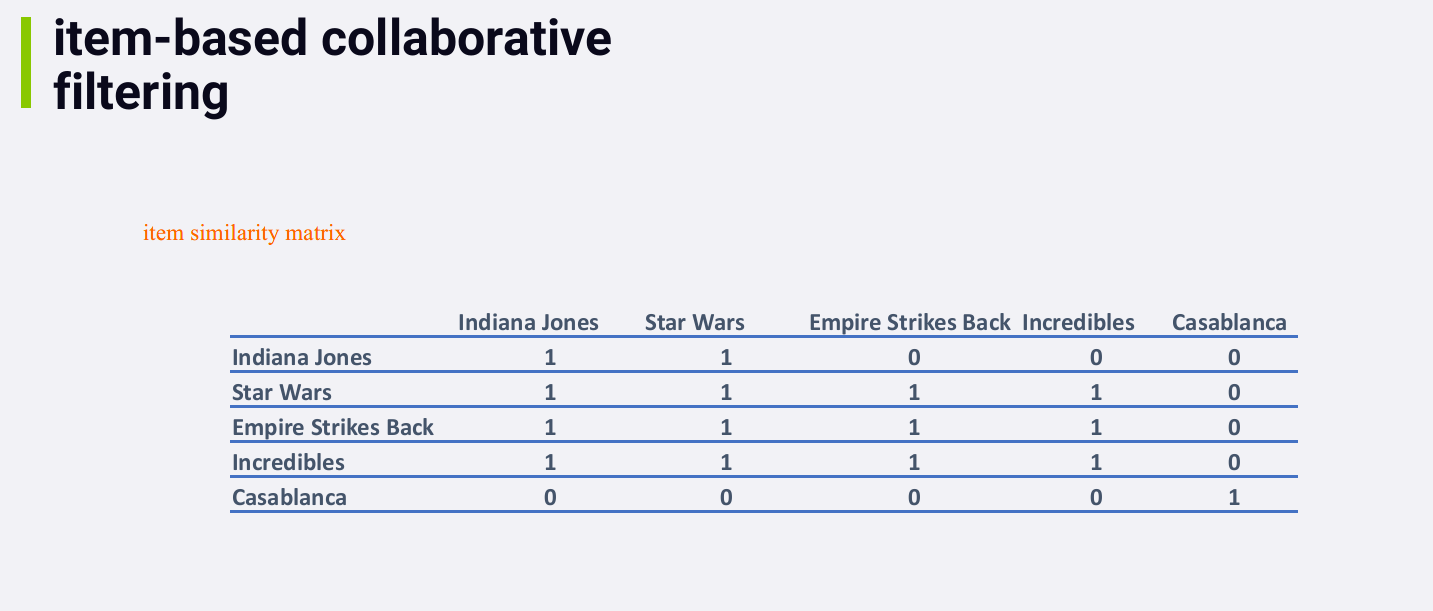 item-based collaborative
filtering
item similarity matrix
Indiana Jones Star Wars Empire Strikes Back Incredibles Casablanca
Indiana Jones 1 1 0 0 0
Star Wars 1 1 1 1 0
Empire Strikes Back 1 1 1 1 0
Incredibles 1 1 1 1 0
Casablanca 0 0 0 0 1